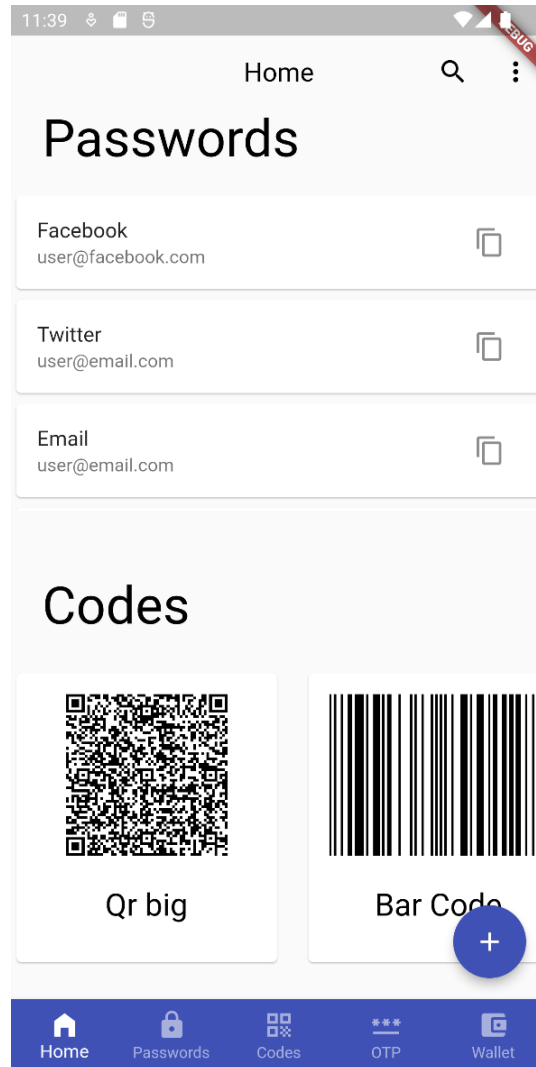 11:39
Home
Passwords
Facebook
user@facebook.com
Twitter
user@email.com
Email
user@email.com
Codes
Qr big
Bar Code
Home
Passwords
Codes
OTP
Wallet